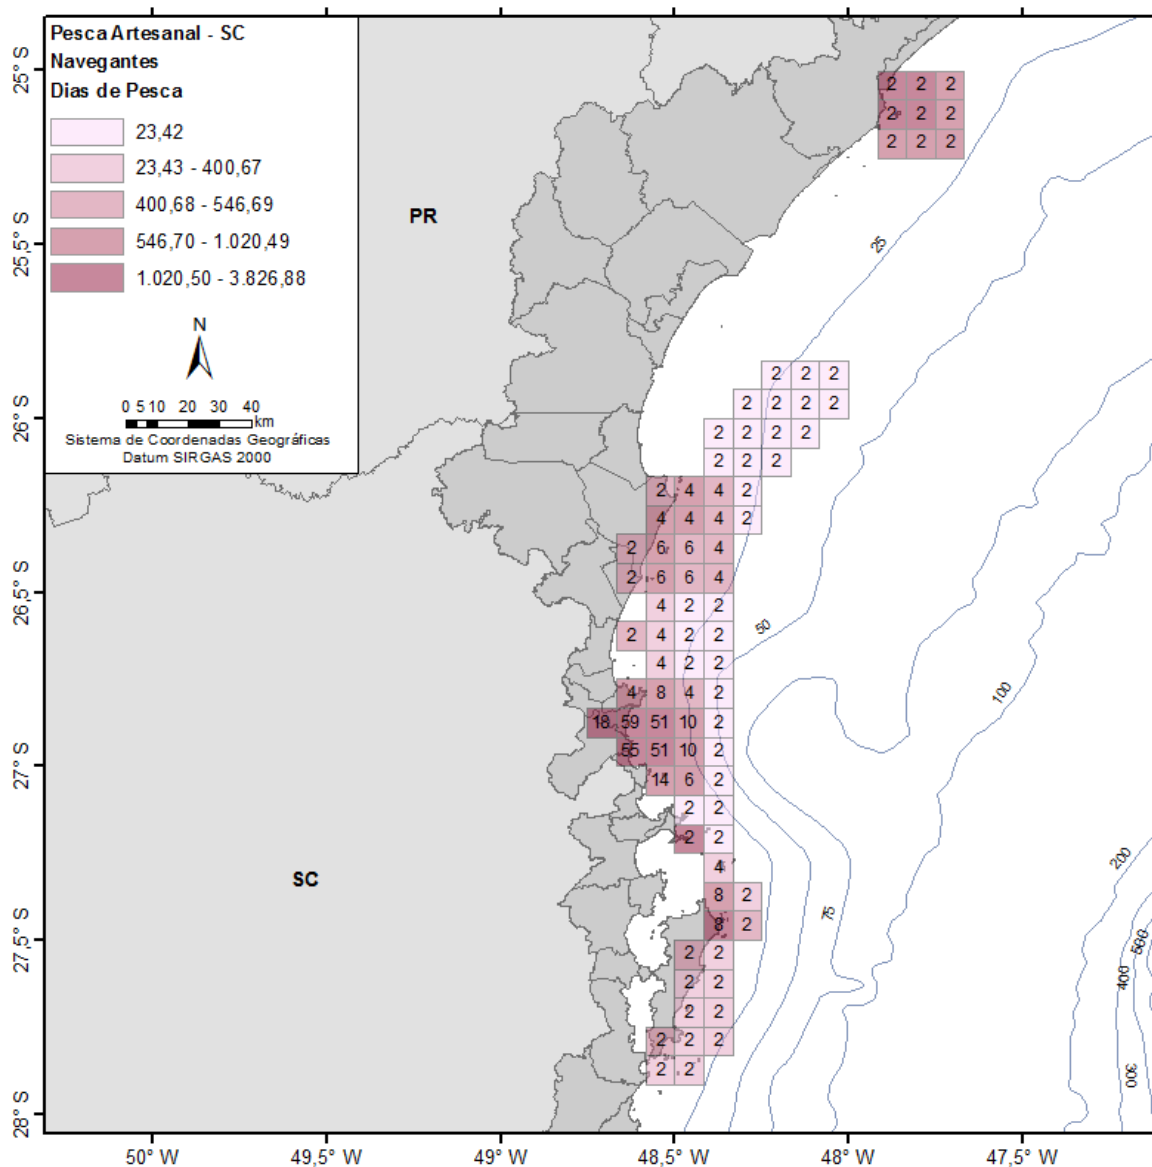 Pesca Artesanal - SC
Navegantes
Dias de Pesca
23,42
23,43 - 400,67
400,68 - 546,69
546,70 - 1.020,49
1.020,50 - 3.826,88
N
0 5 10 20 30 40
km
Sistema de Coordenadas Geográficas
Datum SIRGAS 2000
PR
SC
25° S
25,5° S
26° S
26,5° S
27° S
27,5° S
28° S
2 2 2
2 2 2
2 2 2
25
2 2 2 2
2 2 2 2
2 2 2 2
2 2 2
2 4 4 2
4 4 4 2
2 6 6 4
2 6 6 4
4 2 2
2 4 2 2
50
4 2 2
4 8 4 2
100
18 59 51 10 2
55 51 10 2
14 6 2
2 2
2 2
4
200
8 2
75
8 2
500
2 2
400
2 2
2 2
2 2 2
2 2
300
50° W
49,5° W
49° W
48,5° W
48° W
47,5° W